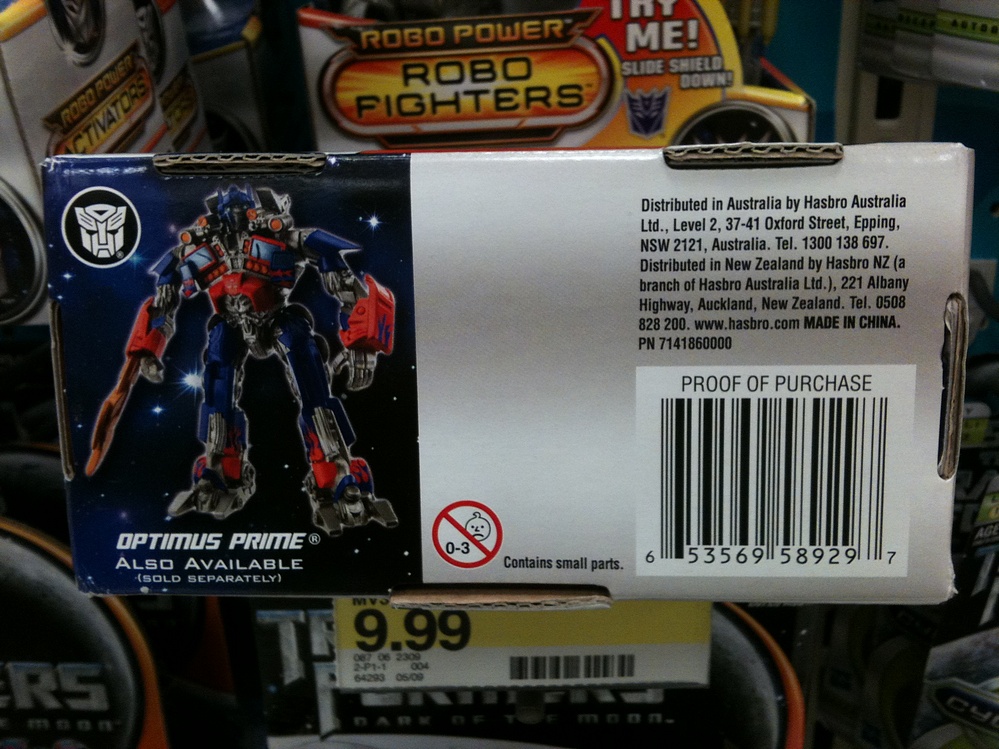 ROBO POWER
ROBO
FIGHTERS™
TRY
ME!
SLIDE SHIELD
DOWN!
ROBO POWER
ACTIVATORS
OPTIMUS PRIME®
ALSO AVAILABLE
(SOLD SEPARATELY)
0-3
Contains small parts.
Distributed in Australia by Hasbro Australia
Ltd., Level 2, 37-41 Oxford Street, Epping,
NSW 2121, Australia. Tel. 1300 138 697.
Distributed in New Zealand by Hasbro NZ (a
branch of Hasbro Australia Ltd.), 221 Albany
Highway, Auckland, New Zealand. Tel. 0508
828 200. www.hasbro.com MADE IN CHINA.
PN 7141860000
PROOF OF PURCHASE
6 53569 58929 7
9.99
087 06 2309
2-P1-1 004
64293 05/09
DARK OF THE MOON